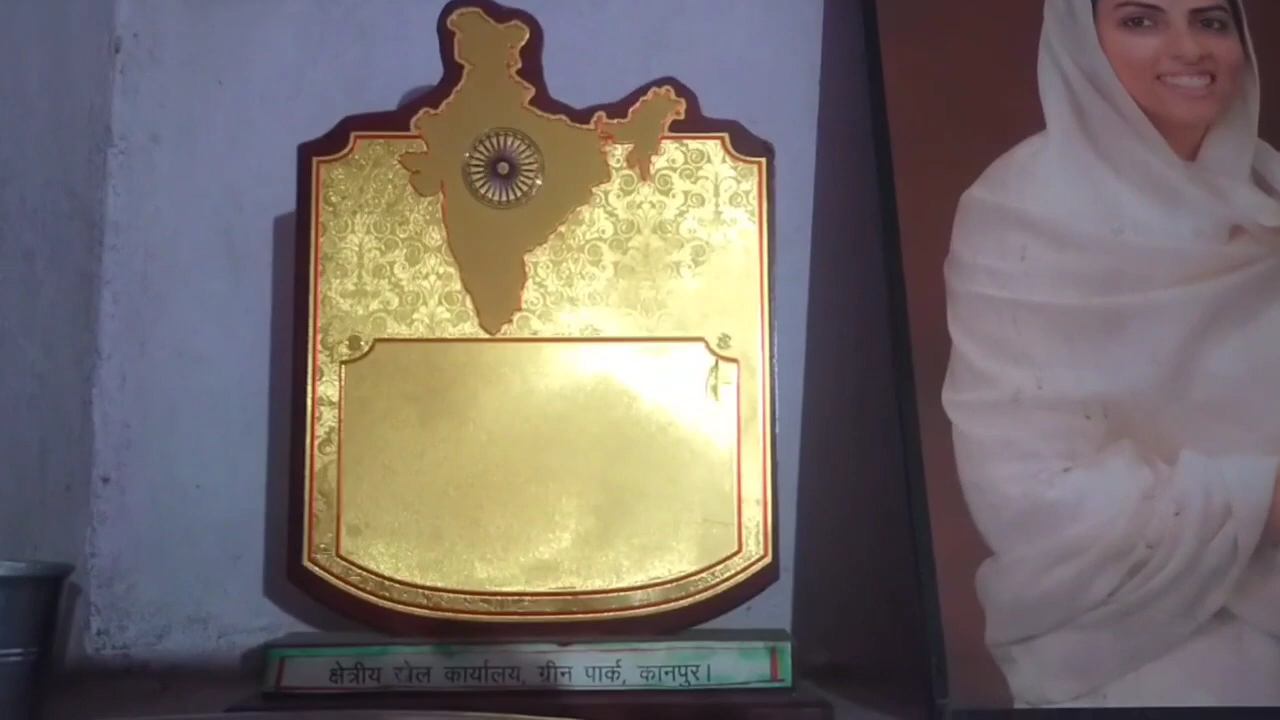 क्षेत्रीय खेल कार्यालय, ग्रीन पार्क, कानपुर।